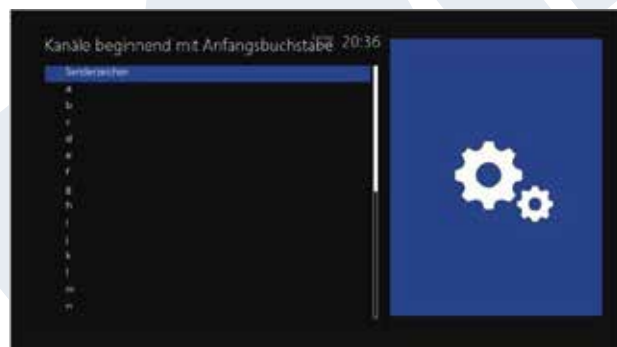 Kanäle beginnend mit Anfangsbuchstabe 20:36
Sonderzeichen
a
b
c
d
e
f
g
h
i
j
k
l
m
n